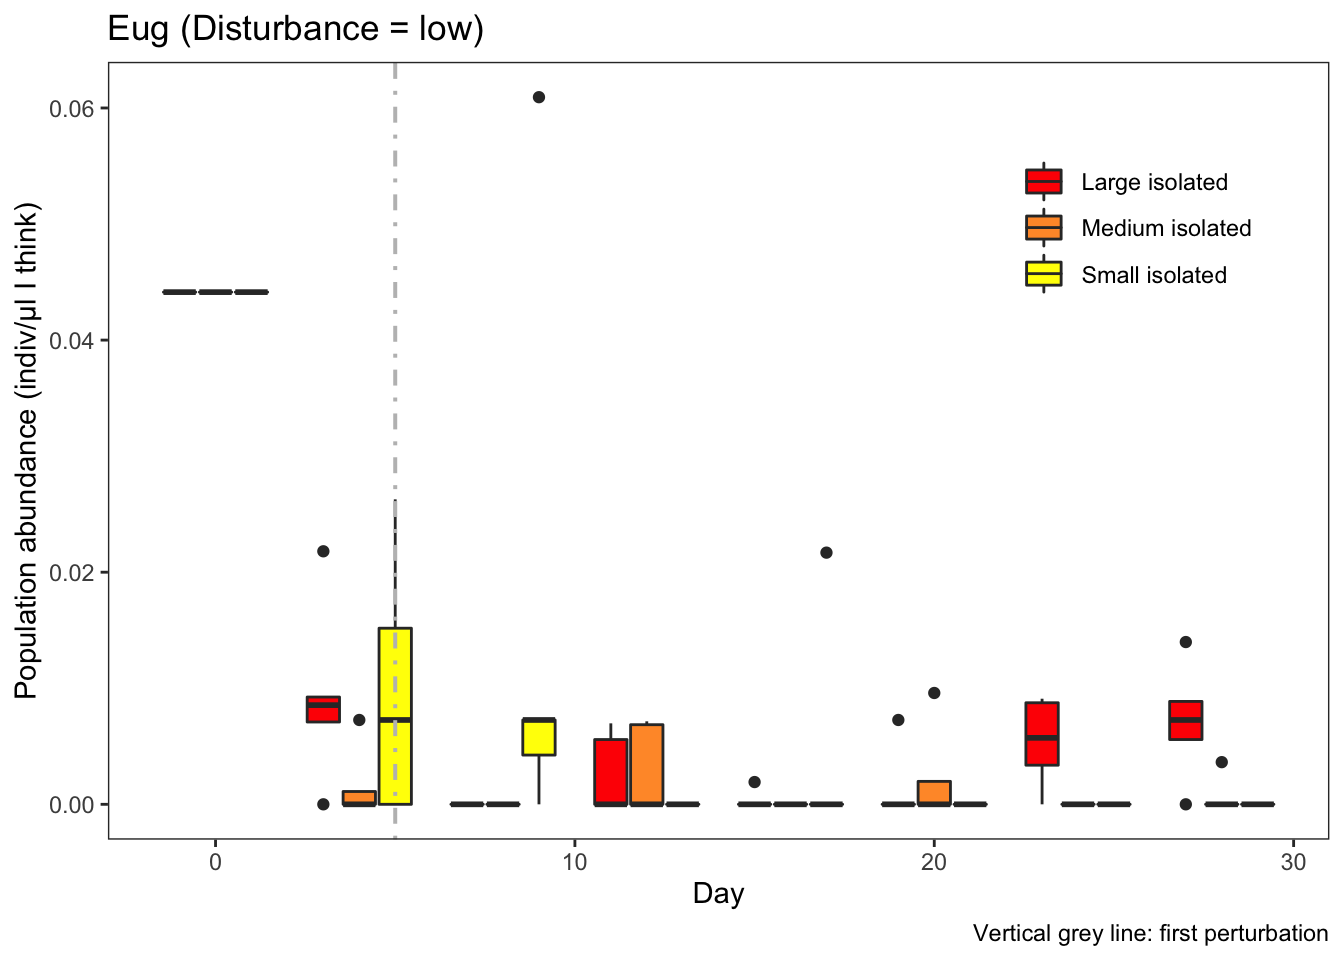 Eug (Disturbance = low)
Population abundance (indiv/µl I think)
0.06
0.04
0.02
0.00
Large isolated
Medium isolated
Small isolated
0
10
20
30
Day
Vertical grey line: first perturbation